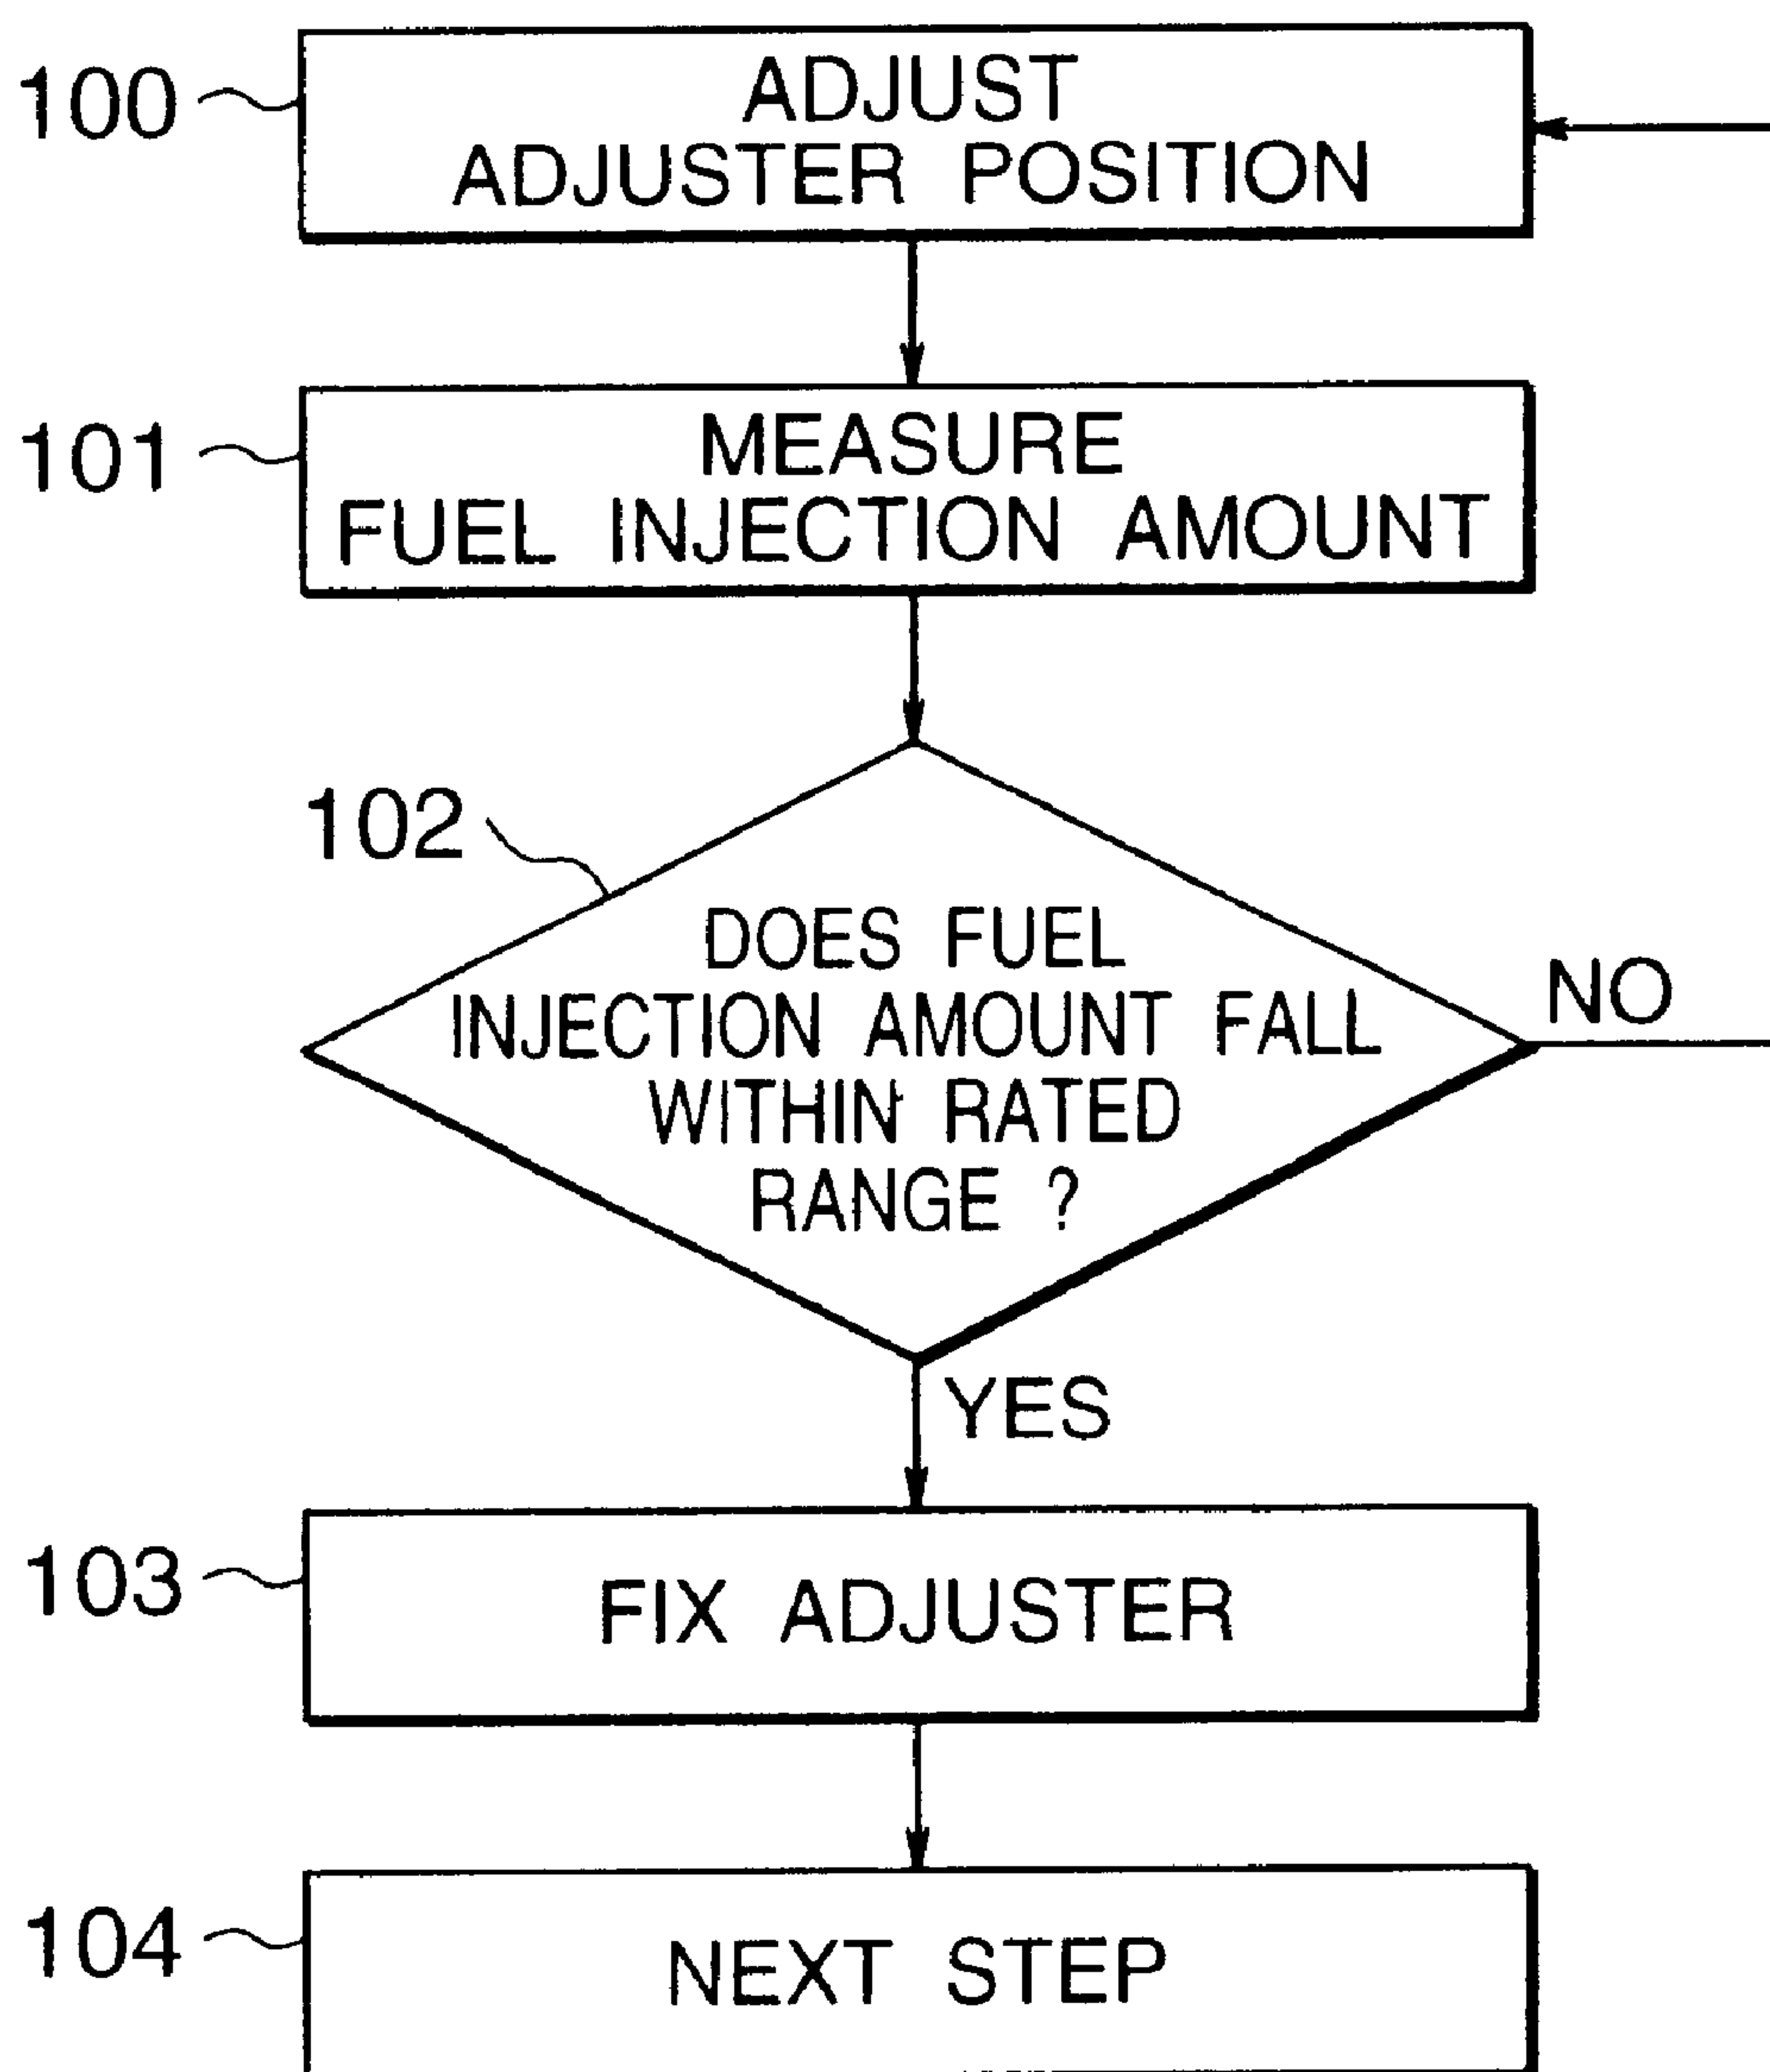 100
ADJUST
ADJUSTER POSITION
101
MEASURE
FUEL INJECTION AMOUNT
102
DOES FUEL
INJECTION AMOUNT FALL
WITHIN RATED
RANGE ?
NO
YES
103
FIX ADJUSTER
104
NEXT STEP